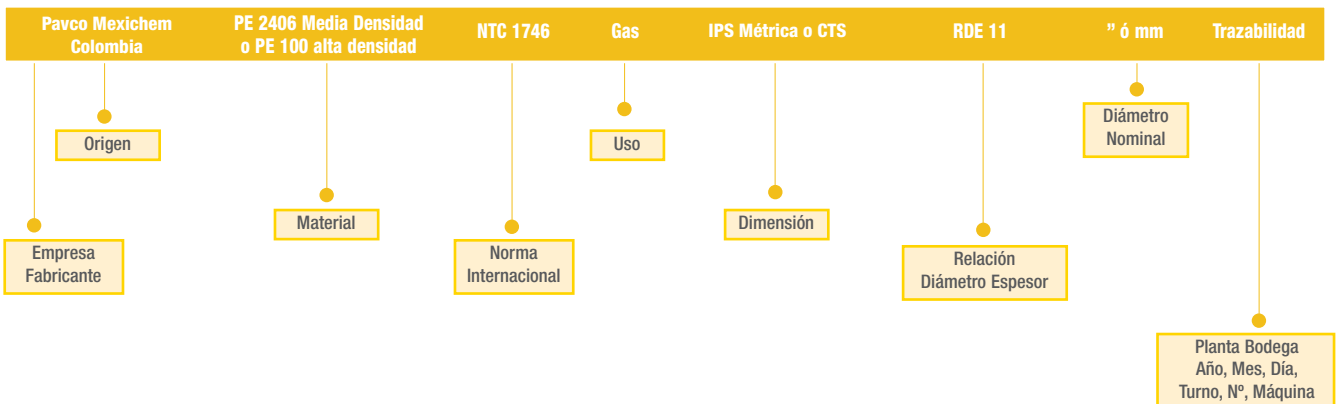 Pavco Mexichem
Colombia
PE 2406 Media Densidad
o PE 100 alta densidad
NTC 1746
Gas
IPS Métrica o CTS
RDE 11
” ó mm
Trazabilidad
Origen
Empresa
Fabricante
Material
Norma
Internacional
Uso
Dimensión
Relación
Diámetro Espesor
Diámetro
Nominal
Planta Bodega
Año, Mes, Día,
Turno, Nº, Máquina